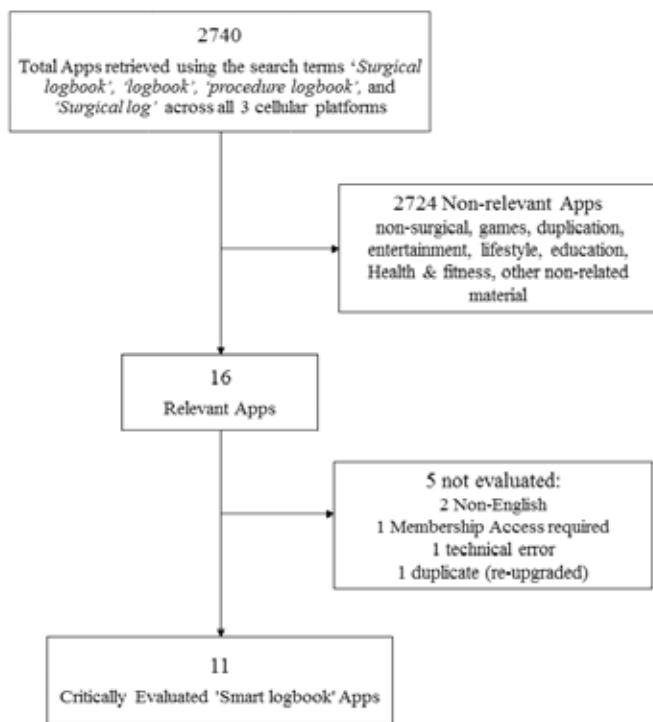 2740
Total Apps retrieved using the search terms ‘Surgical
logbook’, ‘logbook’, ‘procedure logbook’, and
‘Surgical log’ across all 3 cellular platforms
2724 Non-relevant Apps
non-surgical, games, duplication,
entertainment, lifestyle, education,
Health & fitness, other non-related
material
16
Relevant Apps
5 not evaluated:
2 Non-English
1 Membership Access required
1 technical error
1 duplicate (re-upgraded)
11
Critically Evaluated 'Smart logbook' Apps